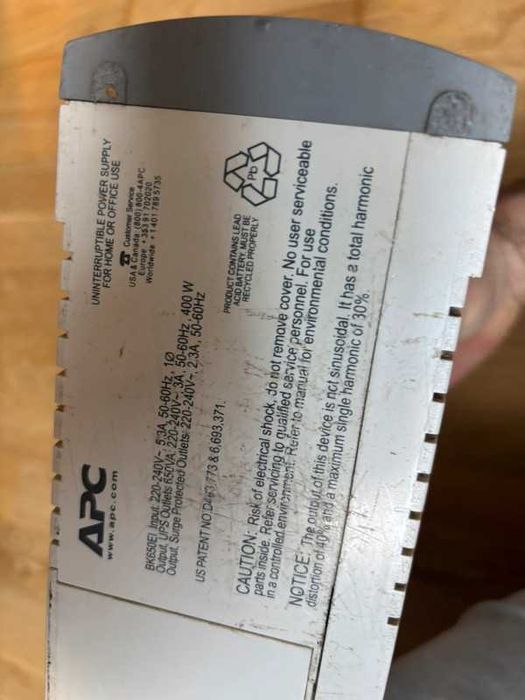 APC
www.apc.com
UNINTERRUPTIBLE POWER SUPPLY
FOR HOME OR OFFICE USE
Customer Service
USA & Canada: (800) 800-4APC
Europe: +353 91 702020
Worldwide: +1 401 789 5735
BK650EI Input: 220-240V~ 5.3A, 50-60Hz, 1Ø
Output, UPS Outlets: 650VA, 220-240V~ 3A, 50-60Hz, 400 W
Output, Surge Protected Outlets: 220-240V~, 2.3A, 50-60Hz
US PATENT NO. & 6,693,371.
Pb
PRODUCT CONTAINS LEAD
ACID BATTERY, MUST BE
RECYCLED PROPERLY
CAUTION: Risk of electrical shock, do not remove cover. No user serviceable
parts inside. Refer servicing to qualified service personnel. For use
in a controlled environment. Refer to manual for environmental conditions.
NOTICE: The output of this device is not sinusoidal. It has a total harmonic
distortion of 40% and a maximum single harmonic of 30%.